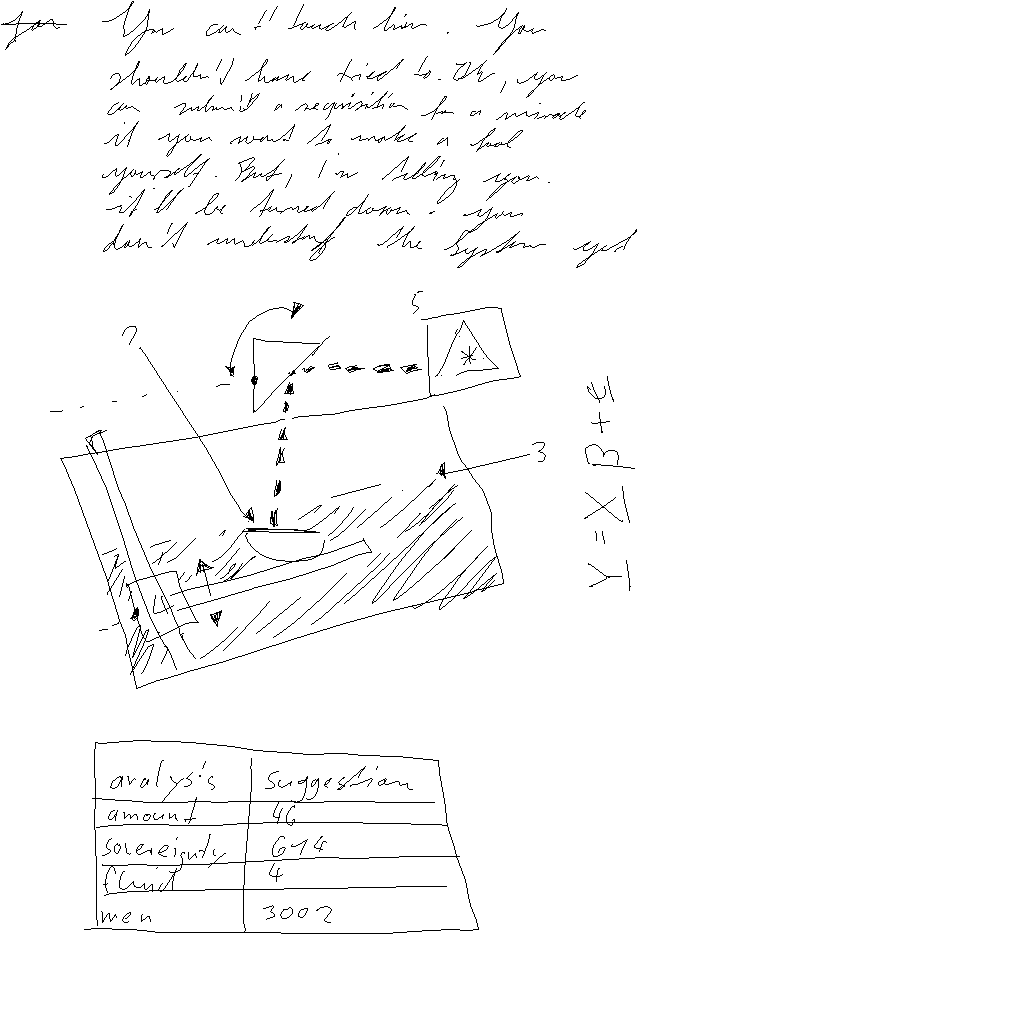 You can't touch him. You
shouldn't have tried to. Oh, you
can submit a requisition for a miracle
if you want to make a fool
yourself. But, I'm telling you.
it'll be turned down. you
don't understand the System yet
5
3
4
Y = X β + ϵ
analysis suggestion
amount 46
sovereignty 614
fluid 4
men 3002